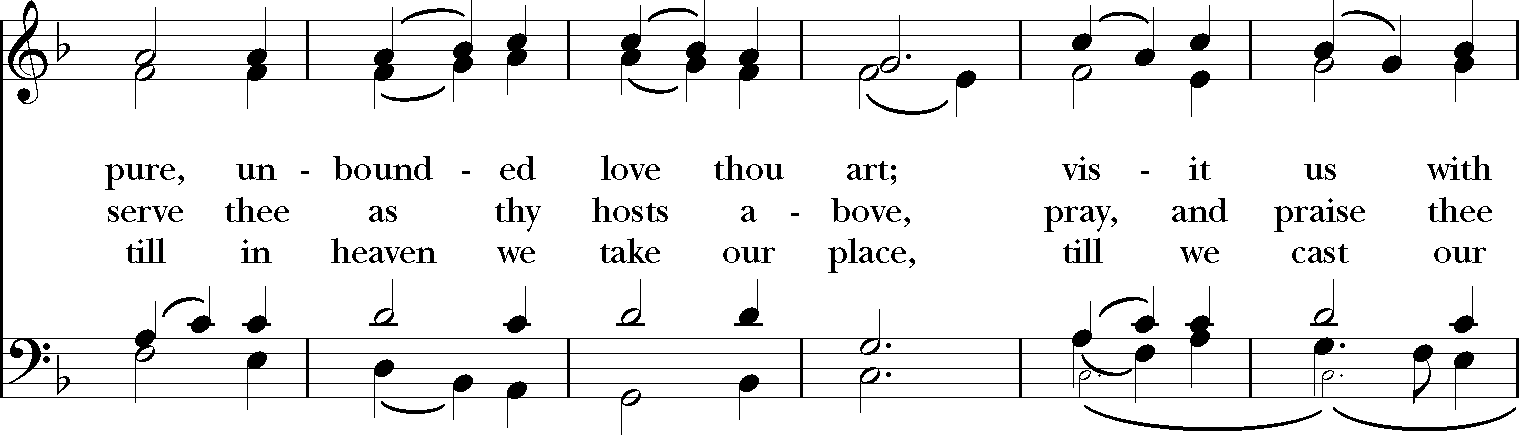 pure, un - bound - ed love thou art; vis - it us with
serve thee as thy hosts a - bove, pray, and praise thee
till in heaven we take our place, till we cast our